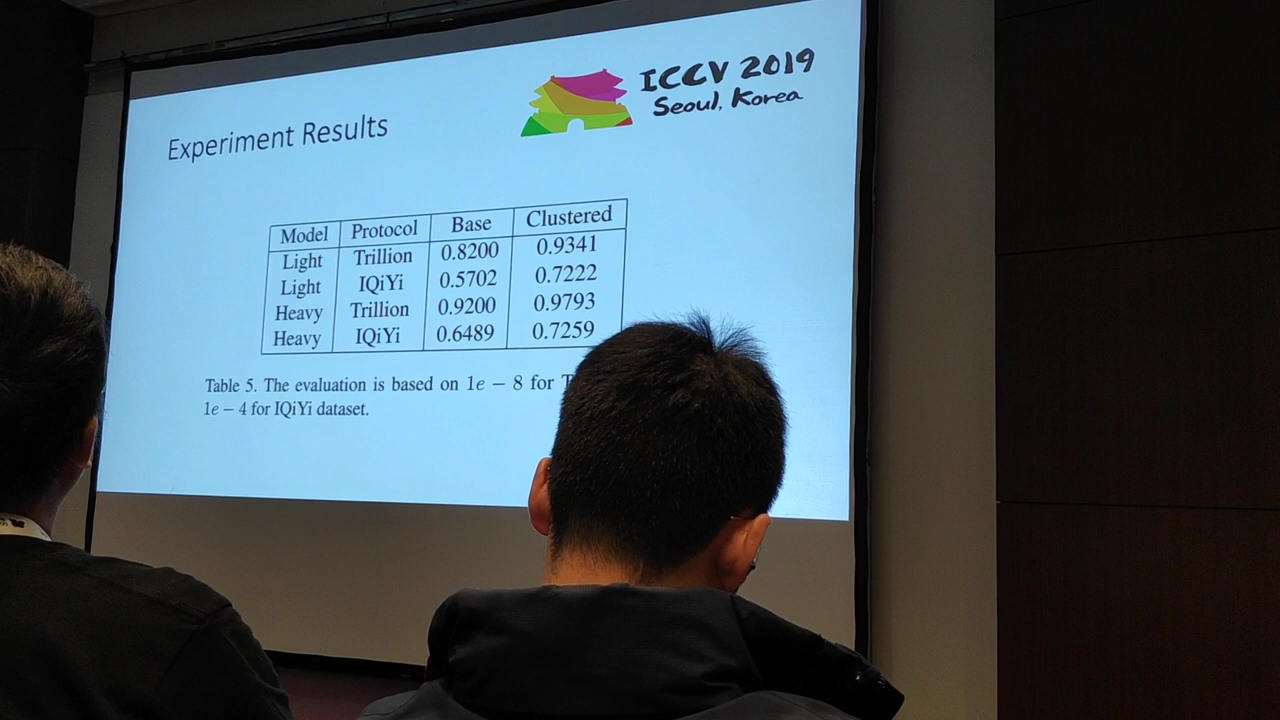 ICCV 2019
Seoul, Korea
Experiment Results
Model Protocol Base Clustered
Light Trillion 0.8200 0.9341
Light IQiYi 0.5702 0.7222
Heavy Trillion 0.9200 0.9793
Heavy IQiYi 0.6489 0.7259
Table 5. The evaluation is based on 1e − 8 for
1e − 4 for IQiYi dataset.